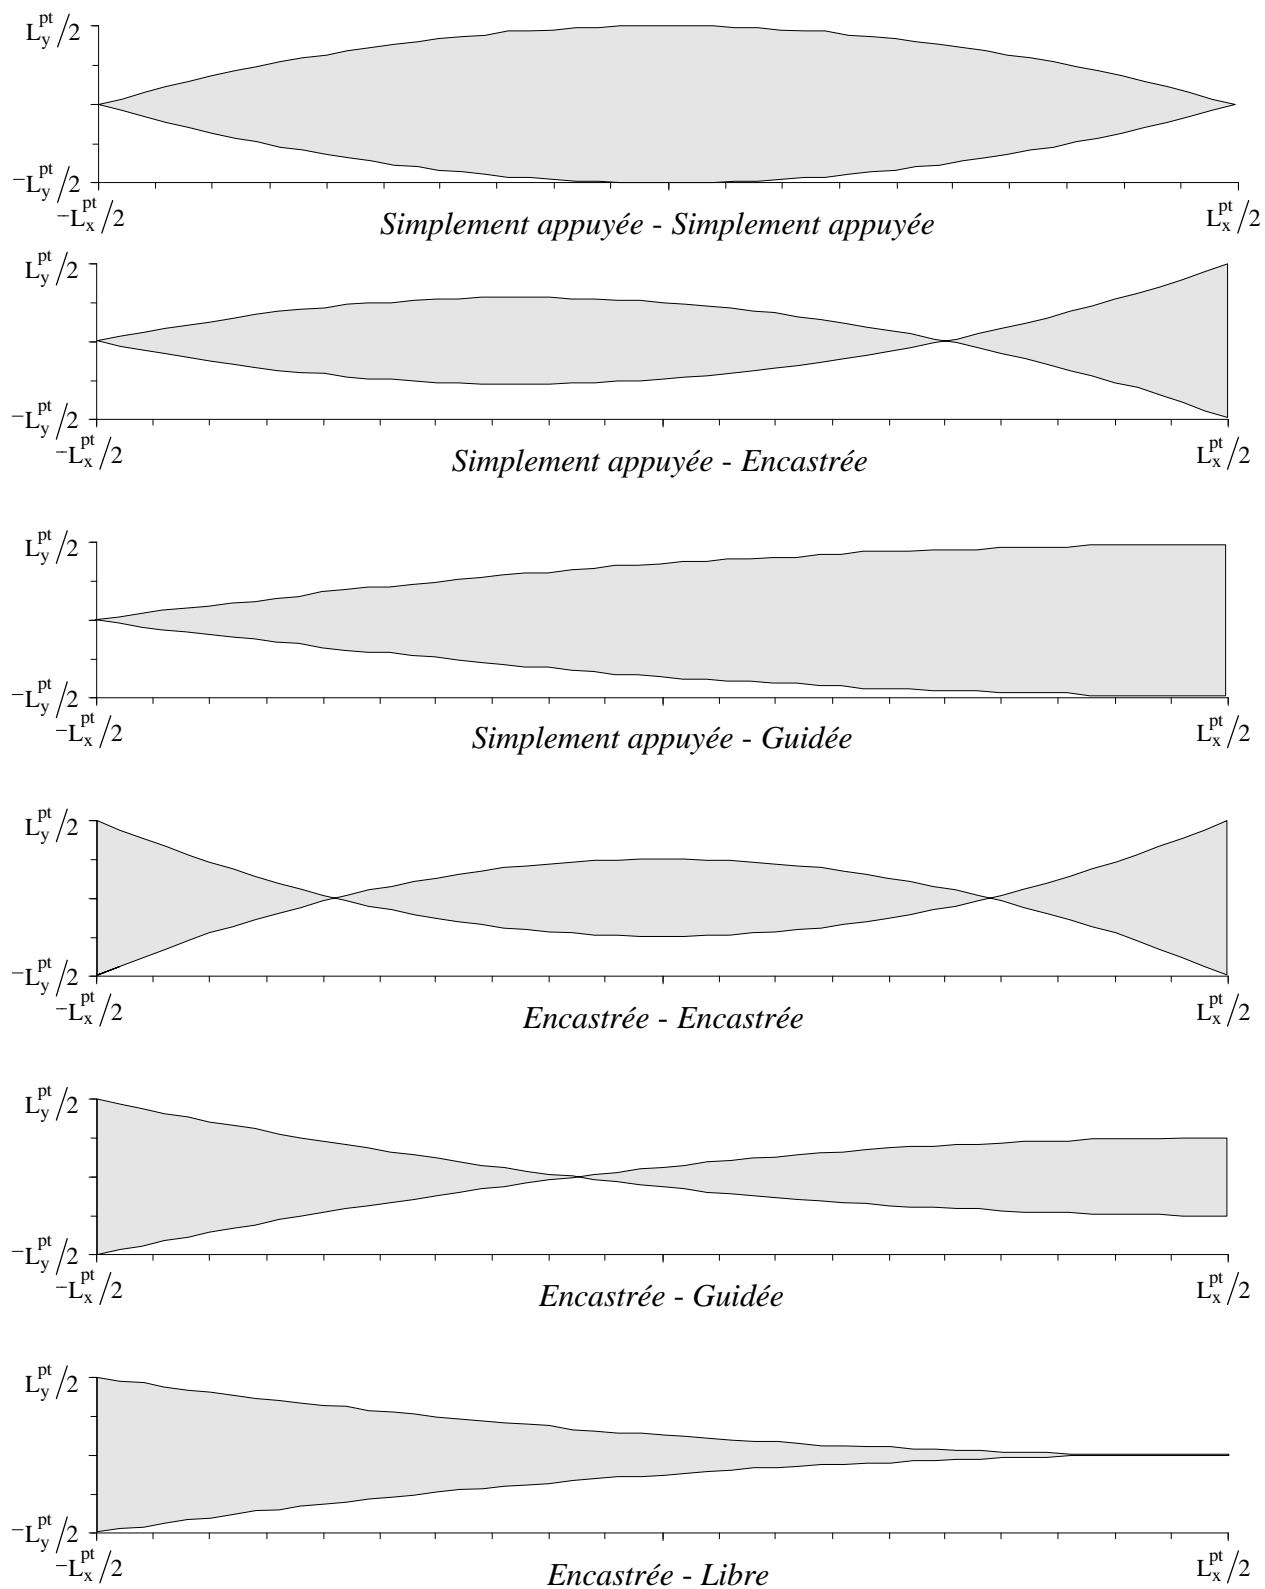 L_y^pt/2
−L_y^pt/2
−L_x^pt/2
L_x^pt/2
Simplement appuyée - Simplement appuyée
L_y^pt/2
−L_y^pt/2
−L_x^pt/2
L_x^pt/2
Simplement appuyée - Encastrée
L_y^pt/2
−L_y^pt/2
−L_x^pt/2
L_x^pt/2
Simplement appuyée - Guidée
L_y^pt/2
−L_y^pt/2
−L_x^pt/2
L_x^pt/2
Encastrée - Encastrée
L_y^pt/2
−L_y^pt/2
−L_x^pt/2
L_x^pt/2
Encastrée - Guidée
L_y^pt/2
−L_y^pt/2
−L_x^pt/2
L_x^pt/2
Encastrée - Libre